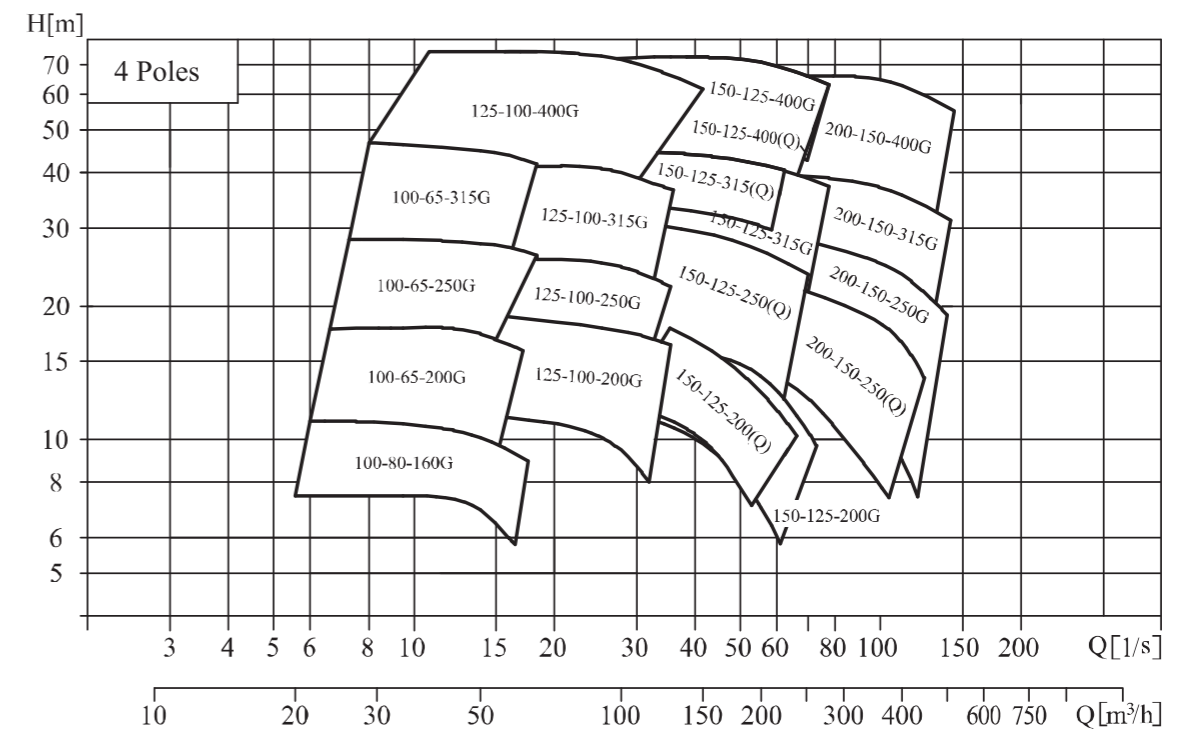 H[m]
4 Poles
70
60
50
40
30
20
15
10
8
6
5
125-100-400G
150-125-400G
150-125-400(Q)
200-150-400G
100-65-315G
125-100-315G
150-125-315(Q)
150-125-315G
200-150-315G
100-65-250G
125-100-250G
150-125-250(Q)
200-150-250G
100-65-200G
125-100-200G
150-125-200(Q)
200-150-250(Q)
100-80-160G
150-125-200G
3 4 5 6 8 10 15 20 30 40 50 60 80 100 150 200 Q[1/s]
10 20 30 50 100 150 200 300 400 600 750 Q[m³/h]